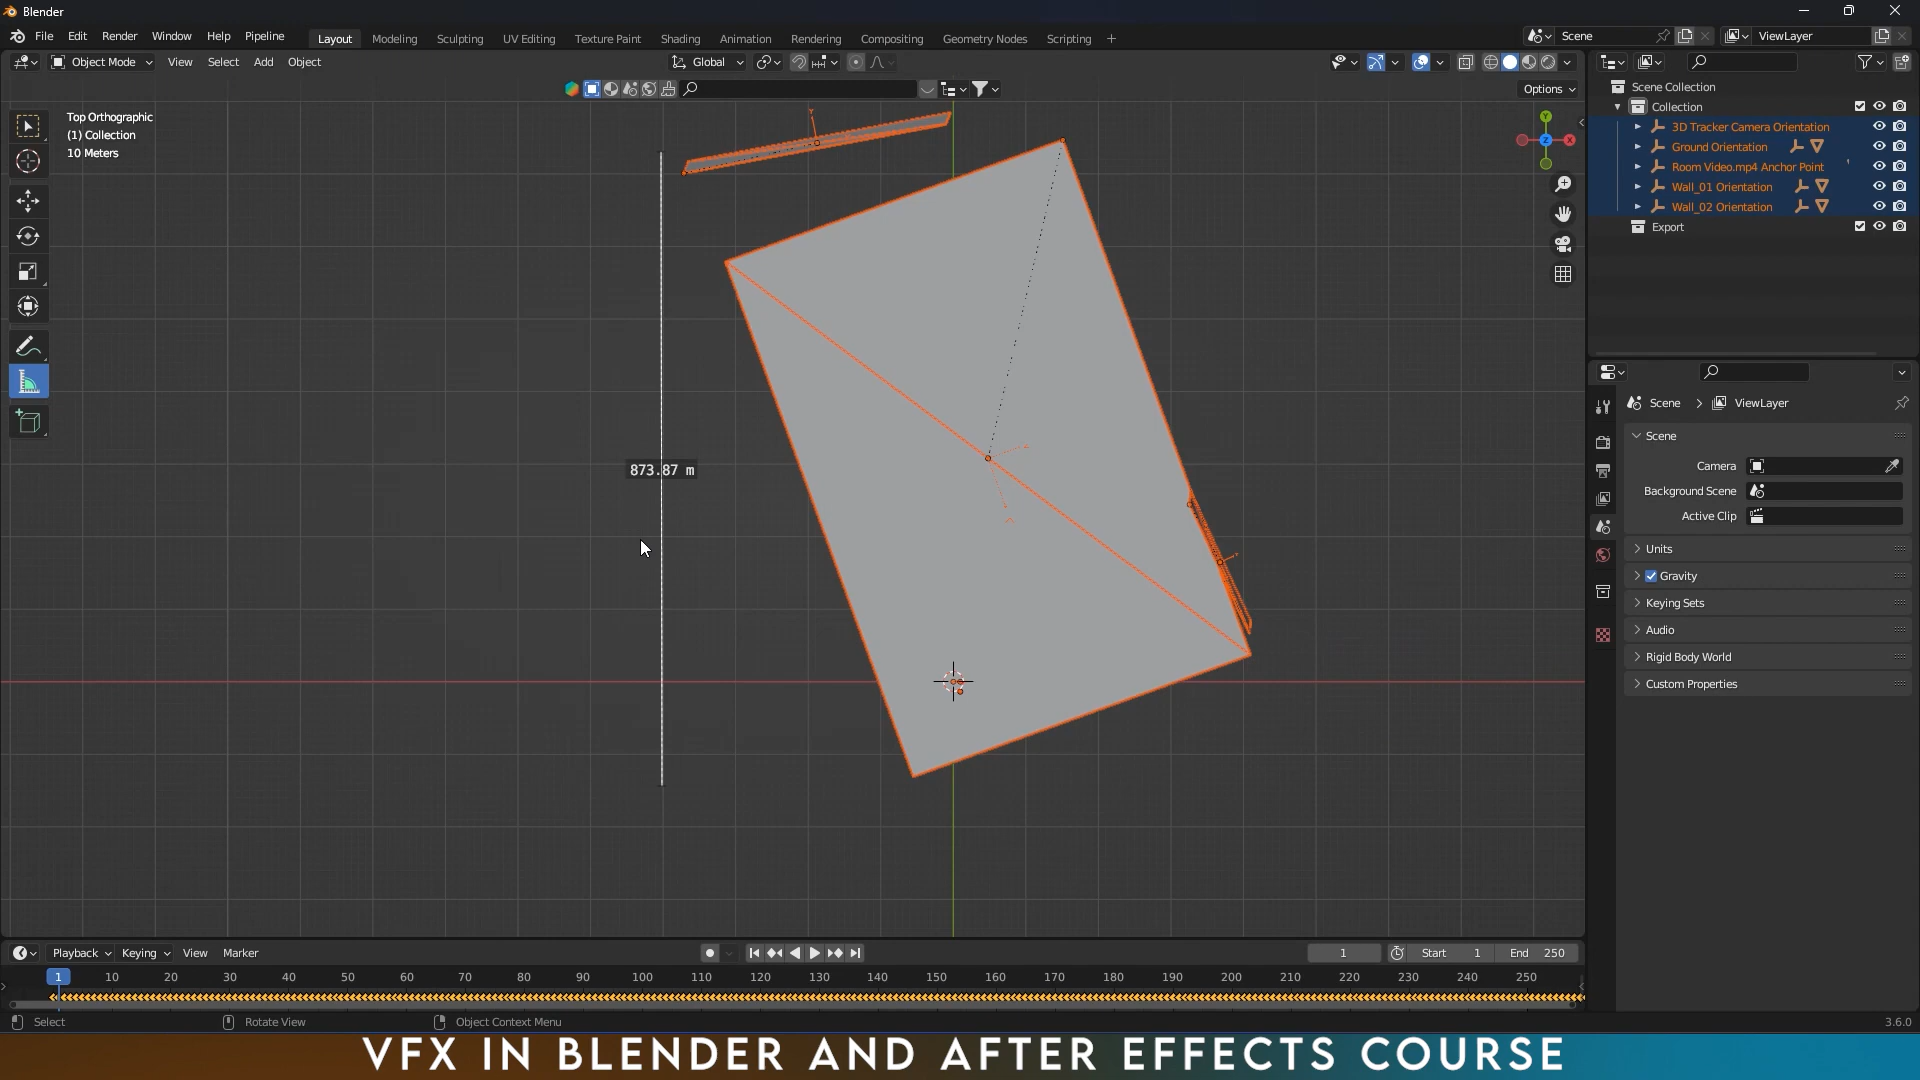 Blender
File Edit Render Window Help Pipeline Layout Modeling Sculpting UV Editing Texture Paint Shading Animation Rendering Compositing Geometry Nodes Scripting + Scene ViewLayer
Object Mode View Select Add Object Global
Options
Top Orthographic
(1) Collection
10 Meters
Y
X
Z
873.87 m
Scene Collection
Collection
3D Tracker Camera Orientation
Ground Orientation
Room Video.mp4 Anchor Point
Wall_01 Orientation
Wall_02 Orientation
Export
Scene > ViewLayer
Scene
Camera
Background Scene
Active Clip
Units
Gravity
Keying Sets
Audio
Rigid Body World
Custom Properties
Playback Keying View Marker 1 Start 1 End 250
1 10 20 30 40 50 60 70 80 90 100 110 120 130 140 150 160 170 180 190 200 210 220 230 240 250
Select Rotate View Object Context Menu 3.6.0
VFX IN BLENDER AND AFTER EFFECTS COURSE